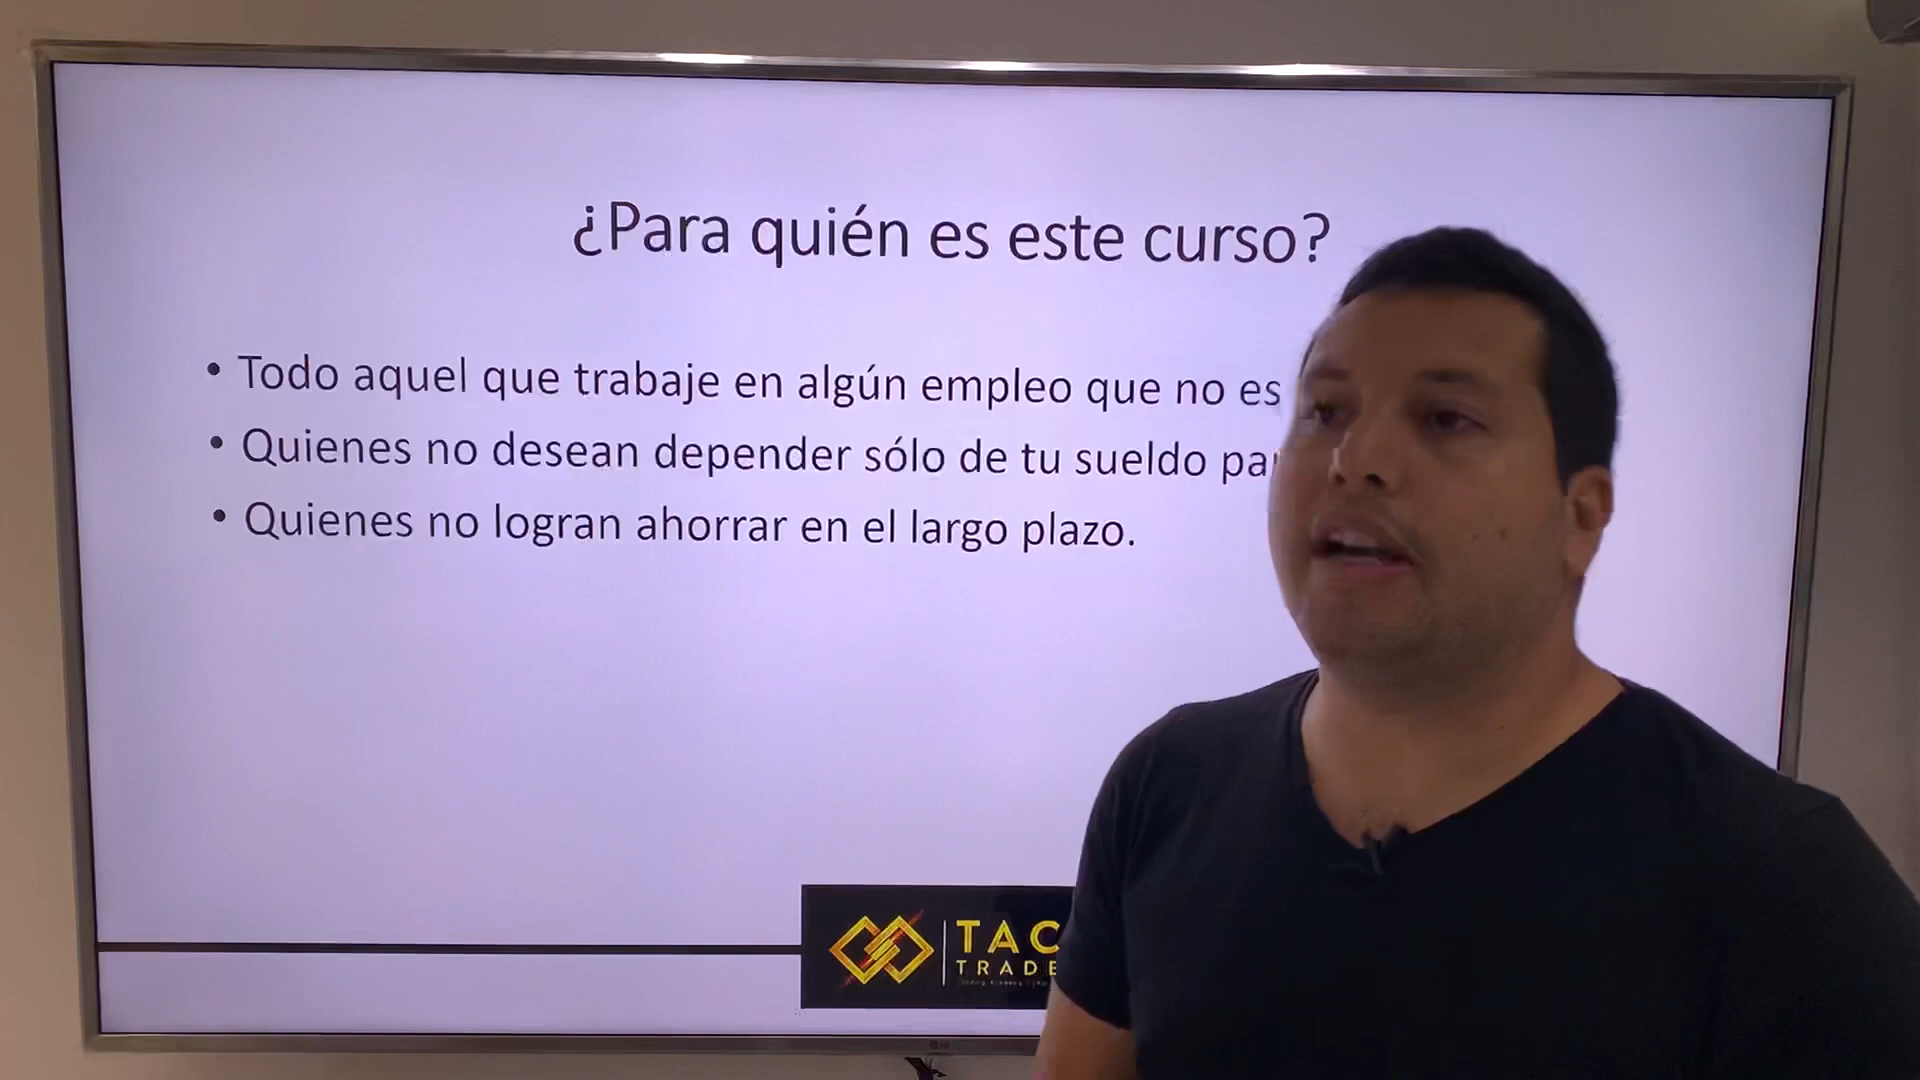 ¿Para quién es este curso?
• Todo aquel que trabaje en algún empleo que no es
• Quienes no desean depender sólo de tu sueldo
• Quienes no logran ahorrar en el largo plazo.
TAC
TRADE